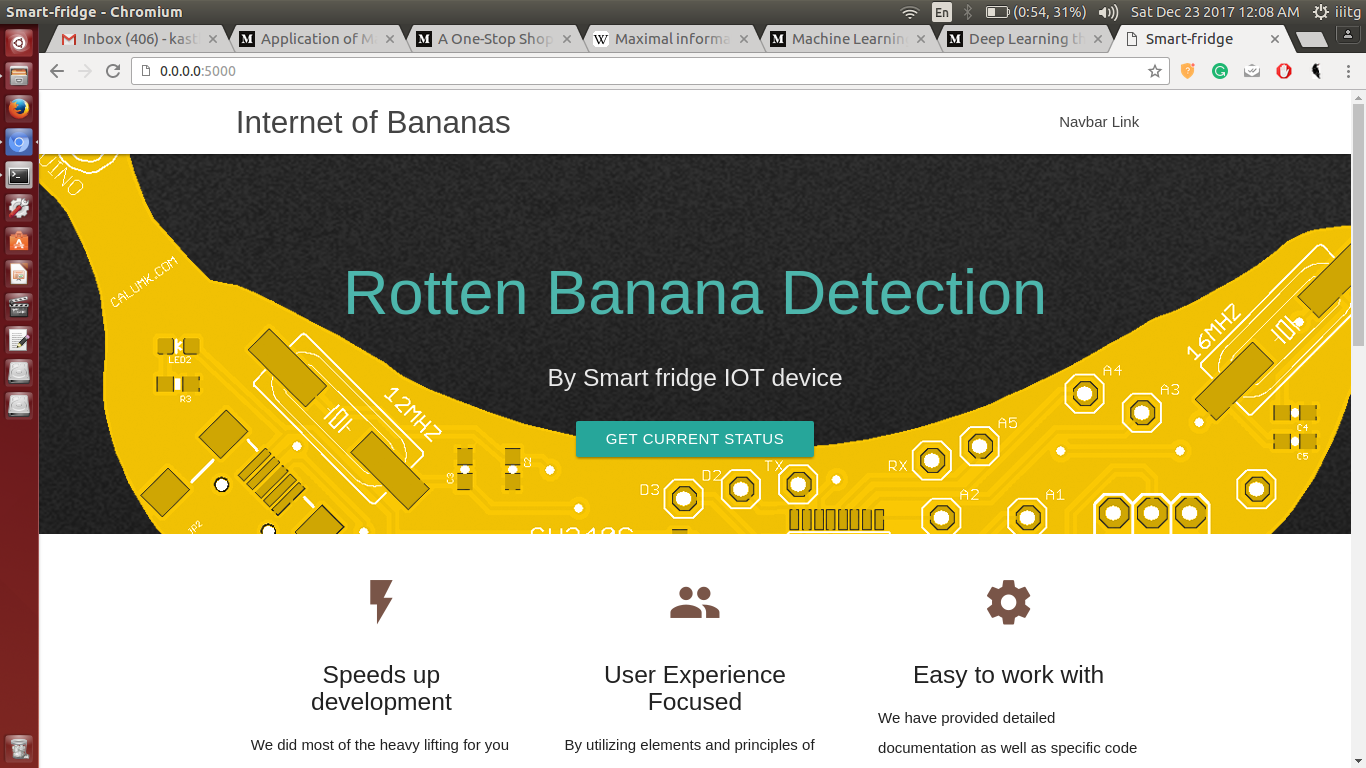 Smart-fridge - Chromium
En
(0:54, 31%)
Sat Dec 23 2017 12:08 AM
iiitg
Inbox (406) - kast
Application of M
A One-Stop Shop
Maximal informa
Machine Learnin
Deep Learning th
Smart-fridge
0.0.0.0:5000
Internet of Bananas
Navbar Link
UINO
CALUMK.COM
Rotten Banana Detection
16MHZ
LED2
By Smart fridge IOT device
A4
R3
12MHZ
A3
C4
GET CURRENT STATUS
A5
C5
C3
C2
TX
RX
D2
D3
A2
A1
JP2
Speeds up
development
We did most of the heavy lifting for you
User Experience
Focused
By utilizing elements and principles of
Easy to work with
We have provided detailed
documentation as well as specific code